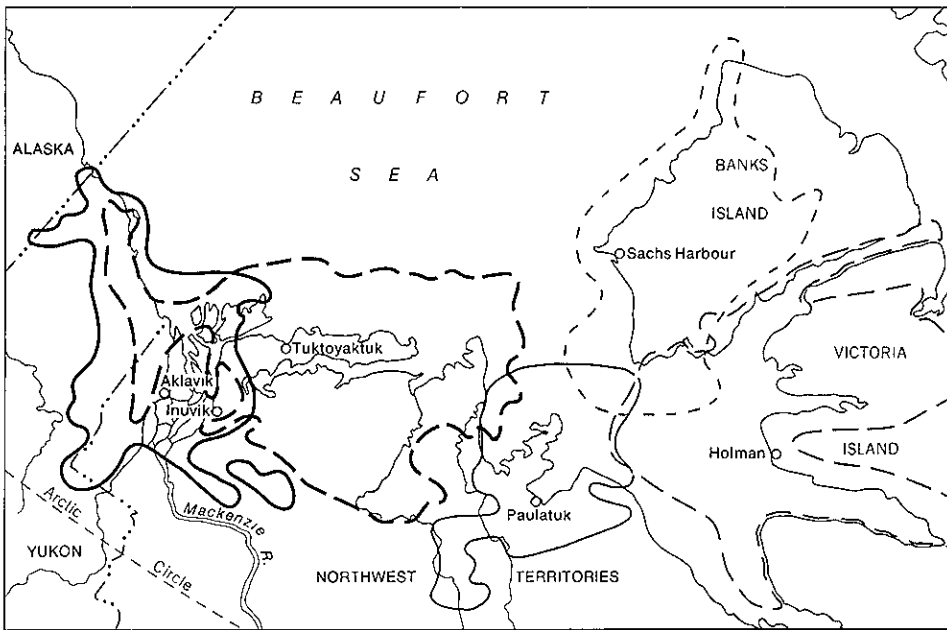 BEAUFORT
SEA
ALASKA
BANKS
ISLAND
Sachs Harbour
Tuktoyaktuk
VICTORIA
Aklavik
Inuvik
Holman
ISLAND
Paulatuk
Arctic
Circle
Mackenzie
R.
YUKON
NORTHWEST TERRITORIES